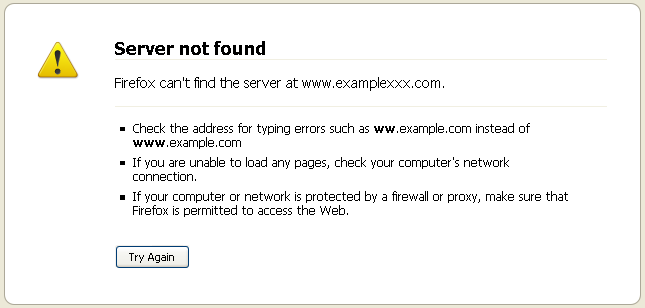 Server not found
Firefox can't find the server at www.examplexxx.com.
Check the address for typing errors such as ww.example.com instead of
www.example.com
If you are unable to load any pages, check your computer's network
connection.
If your computer or network is protected by a firewall or proxy, make sure that
Firefox is permitted to access the Web.
Try Again